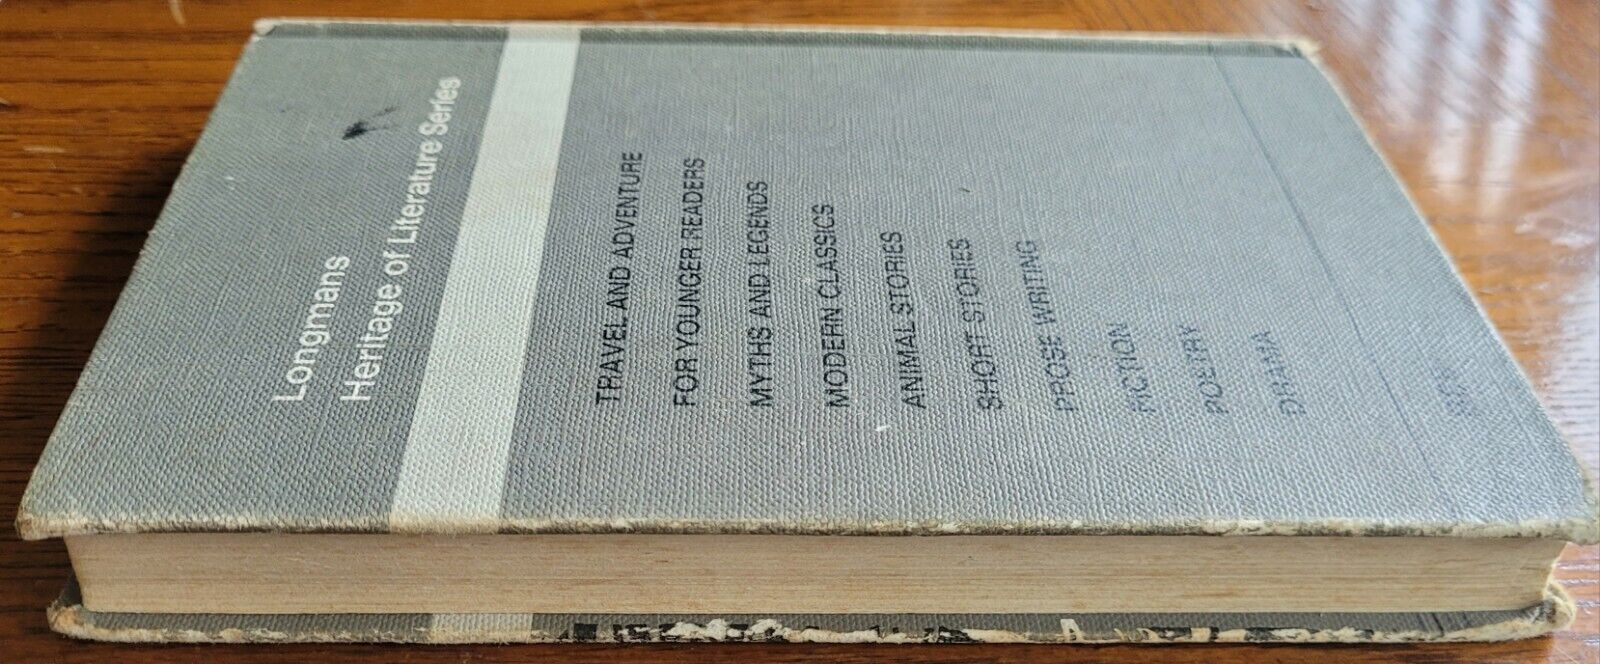 Longmans
Heritage of Literature Series
TRAVEL AND ADVENTURE
FOR YOUNGER READERS
MYTHS AND LEGENDS
MODERN CLASSICS
ANIMAL STORIES
SHORT STORIES
PROSE WRITING
FICTION
POETRY
DRAMA